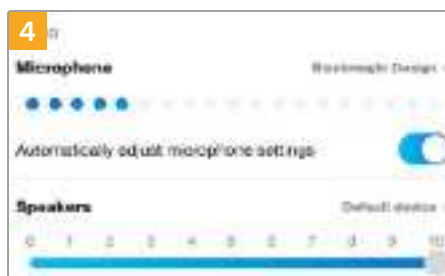 4
Microphone Blackmagic Design
Automatically adjust microphone settings
Speakers Default device
0 1 2 3 4 5 6 7 8 9 10